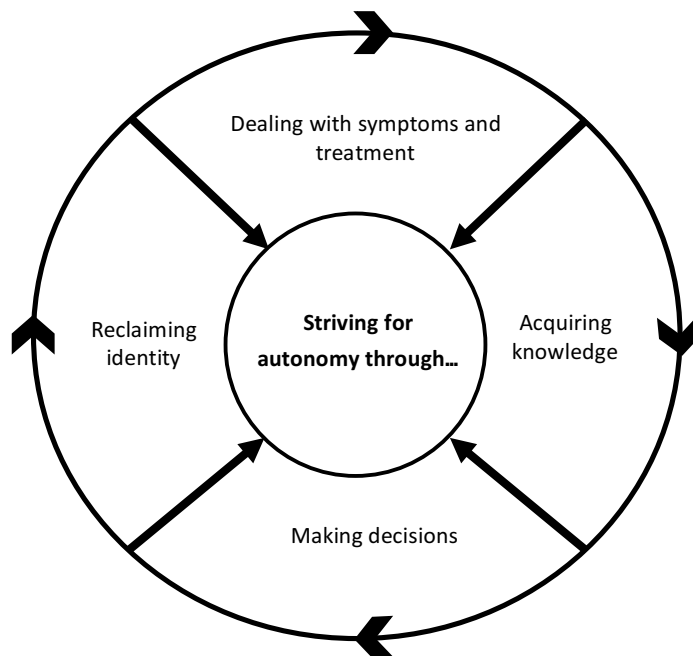 Dealing with symptoms and
treatment
Reclaiming
identity
Striving for
autonomy through...
Acquiring
knowledge
Making decisions